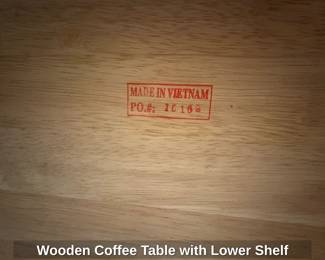 MADE IN VIETNAM
PO.#:
Wooden Coffee Table with Lower Shelf